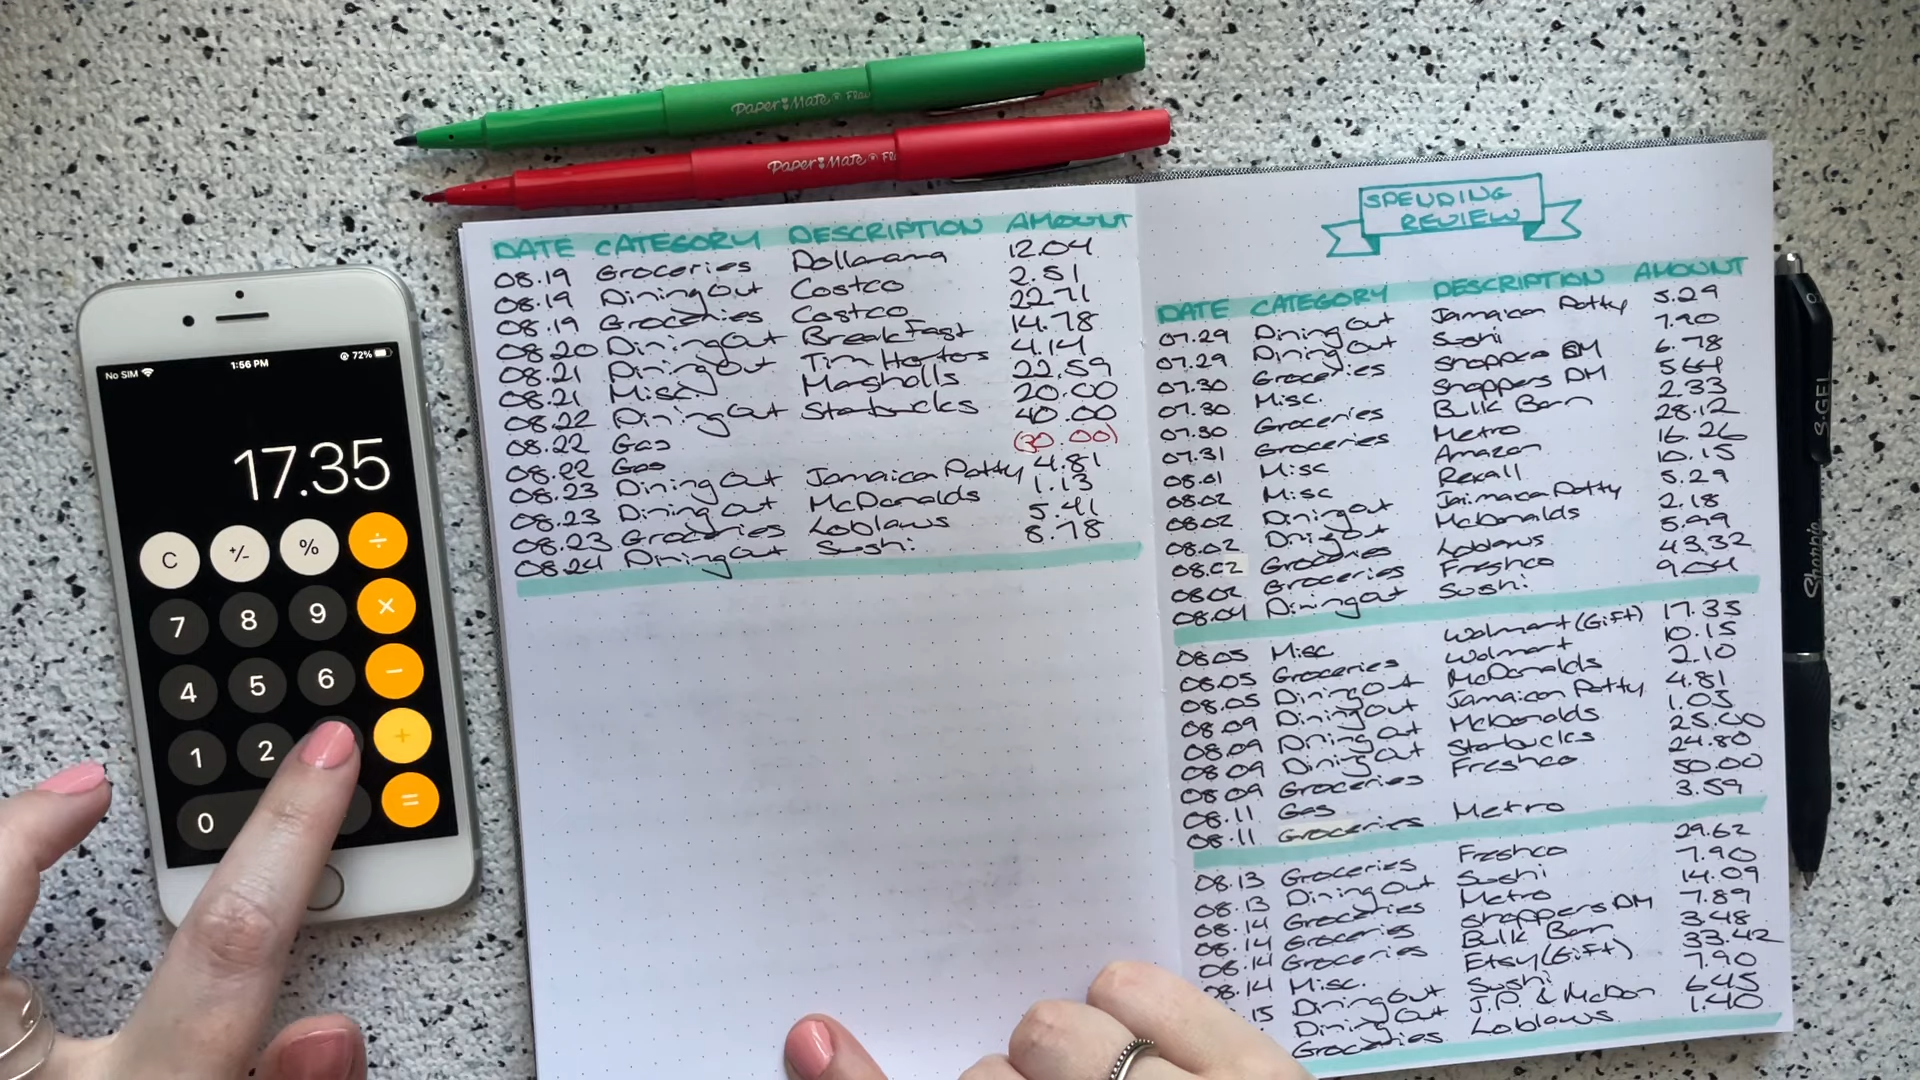 Paper Mate Flai
Paper Mate Fl
No SIM 1:56 PM 72%
17.35
C +/- % ÷
7 8 9 ×
4 5 6 −
1 2 +
0 =
DATE CATEGORY DESCRIPTION AMOUNT
08.19 Groceries Dollarama 12.04
08.19 Dining Out Costco 2.51
08.19 Groceries Costco 22.71
08.20 Dining Out Breakfast 14.78
08.21 Dining Out Tim Hortons 4.14
08.21 Misc. Marshalls 22.59
08.22 Dining Out Starbucks 20.00
08.22 Gas 40.00
08.22 Gas (30.00)
08.23 Dining Out Jamaica Patty 4.81
08.23 Dining Out McDonalds 1.13
08.23 Groceries Loblaws 5.41
08.24 Dining Out Sushi 8.78
SPENDING
REVIEW
DATE CATEGORY DESCRIPTION AMOUNT
07.29 Dining Out Jamaican Patty 5.29
07.29 Dining Out Sushi 7.90
07.30 Groceries Shoppers DM 6.78
07.30 Misc. Shoppers DM 5.64
07.30 Groceries Bulk Barn 2.33
07.31 Groceries Metro 28.12
08.01 Misc Amazon 16.26
08.02 Misc Rexall 10.15
08.02 Dining Out Jaimaica Patty 5.29
08.02 Dining Out McDonalds 2.18
08.02 Groceries Loblaws 5.99
08.02 Groceries Freshco 43.32
08.04 Dining Out Sushi 9.04
08.05 Misc. Walmart (Gift) 17.35
08.05 Groceries Walmart 10.15
08.05 Dining Out McDonalds 2.10
08.09 Dining Out Jamaican Patty 4.81
08.09 Dining Out McDonalds 1.05
08.09 Dining Out Starbucks 25.00
08.09 Groceries Freshco 24.80
08.11 Gas 50.00
08.11 Groceries Metro 3.59
08.13 Groceries Freshco 29.62
08.13 Dining Out Sushi 7.90
08.14 Groceries Metro 14.09
08.14 Groceries Shoppers DM 7.89
08.14 Groceries Bulk Barn 3.48
08.14 Misc. Etsy (Gift) 33.42
.15 Dining Out Sushi 7.90
Dining Out J.P. & McDon 6.45
Groceries Loblaws 1.40
Sharpie S·GEL